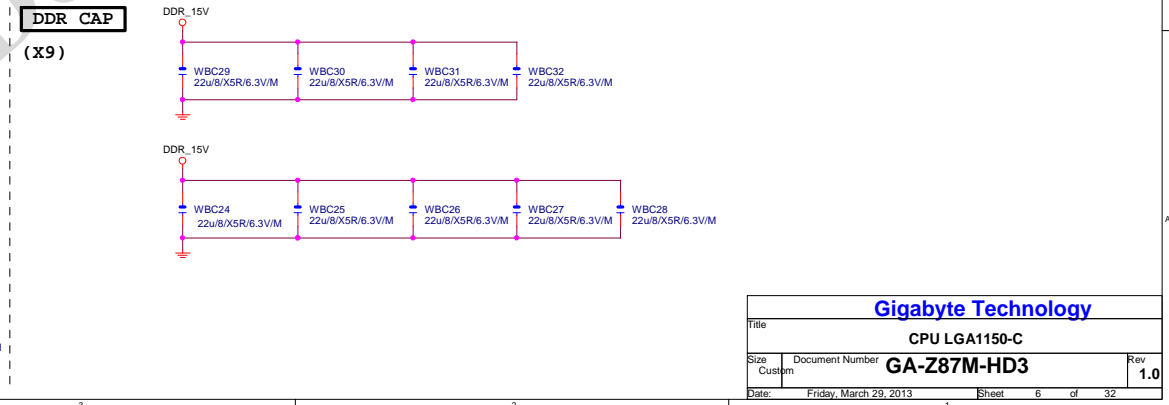 DDR CAP
(X9)
DDR_15V
WBC29
22u/8/X5R/6.3V/M
WBC30
22u/8/X5R/6.3V/M
WBC31
22u/8/X5R/6.3V/M
WBC32
22u/8/X5R/6.3V/M
DDR_15V
WBC24
22u/8/X5R/6.3V/M
WBC25
22u/8/X5R/6.3V/M
WBC26
22u/8/X5R/6.3V/M
WBC27
22u/8/X5R/6.3V/M
WBC28
22u/8/X5R/6.3V/M
A
Gigabyte Technology
Title
CPU LGA1150-C
Size Document Number Rev
Custom GA-Z87M-HD3 1.0
Date: Friday, March 29, 2013 Sheet 6 of 32